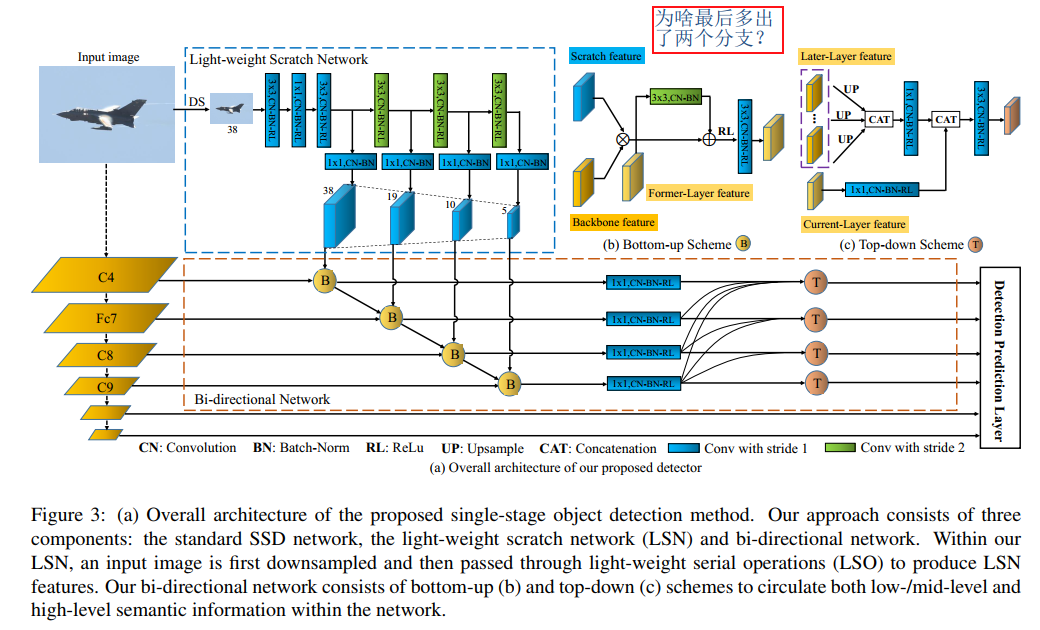 为啥最后多出
了两个分支？
Input image
DS
38
Light-weight Scratch Network
3x3,CN-BN-RL
1x1,CN-BN-RL
3x3,CN-BN-RL
3x3,CN-BN-RL
3x3,CN-BN-RL
3x3,CN-BN-RL
1x1,CN-BN
1x1,CN-BN
1x1,CN-BN
1x1,CN-BN
38
19
10
5
Scratch feature
Backbone feature
3x3,CN-BN
RL
3x3,CN-BN-RL
Former-Layer feature
(b) Bottom-up Scheme B
Later-Layer feature
UP
UP
UP
CAT
1x1,CN-BN-RL
CAT
3x3,CN-BN-RL
1x1,CN-BN-RL
Current-Layer feature
(c) Top-down Scheme T
C4
B
1x1,CN-BN-RL
T
Fc7
B
1x1,CN-BN-RL
T
C8
B
1x1,CN-BN-RL
T
C9
B
1x1,CN-BN-RL
T
Bi-directional Network
Detection Prediction Layer
CN: Convolution BN: Batch-Norm RL: ReLu UP: Upsample CAT: Concatenation Conv with stride 1 Conv with stride 2
(a) Overall architecture of our proposed detector
Figure 3: (a) Overall architecture of the proposed single-stage object detection method. Our approach consists of three
components: the standard SSD network, the light-weight scratch network (LSN) and bi-directional network. Within our
LSN, an input image is first downsampled and then passed through light-weight serial operations (LSO) to produce LSN
features. Our bi-directional network consists of bottom-up (b) and top-down (c) schemes to circulate both low-/mid-level and
high-level semantic information within the network.